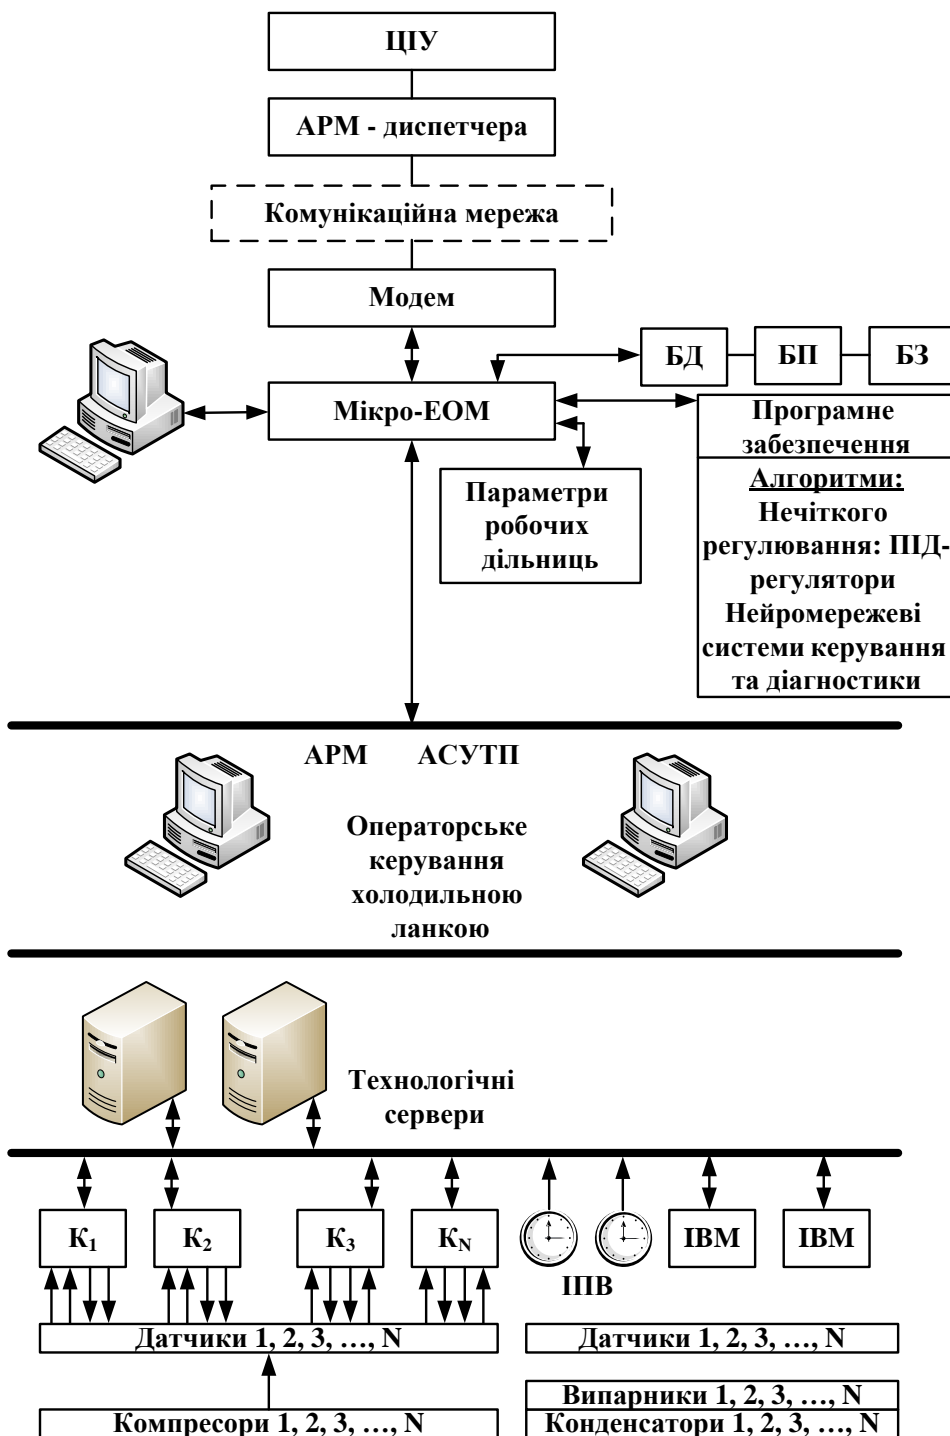 ЦІУ
АРМ - диспетчера
Комунікаційна мережа
Модем
БД
БП
БЗ
Мікро-ЕОМ
Програмне
забезпечення
Параметри
робочих
дільниць
Алгоритми:
Нечіткого
регулювання: ПІД-
регулятори
Нейромережеві
системи керування
та діагностики
АРМ АСУТП
Операторське
керування
холодильною
ланкою
Технологічні
сервери
К1
К2
К3
КN
ІПВ
ІВМ
ІВМ
Датчики 1, 2, 3, …, N
Датчики 1, 2, 3, …, N
Випарники 1, 2, 3, …, N
Компресори 1, 2, 3, …, N
Конденсатори 1, 2, 3, …, N